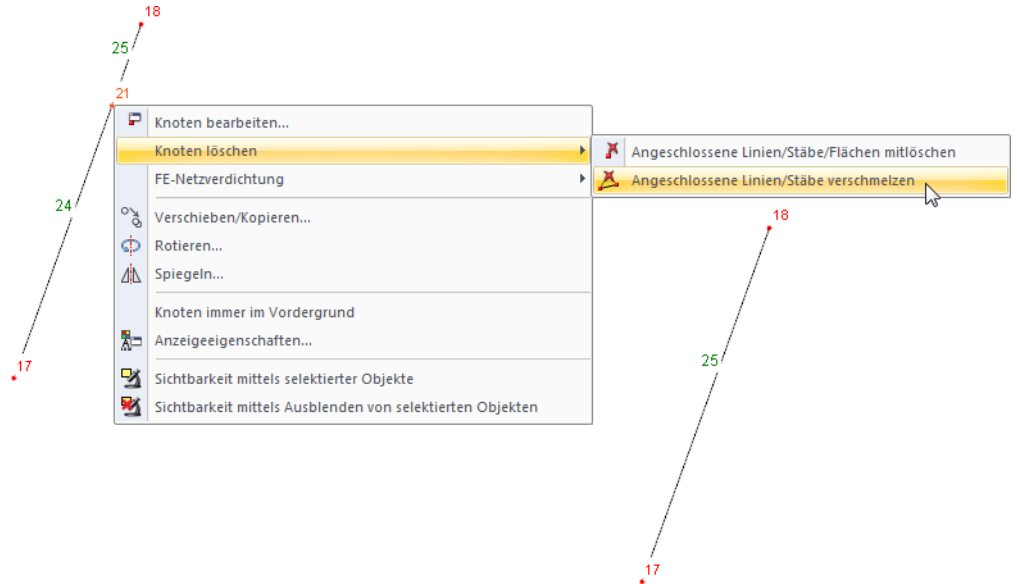 18
25
21
Knoten bearbeiten...
Knoten löschen
Angeschlossene Linien/Stäbe/Flächen mitlöschen
FE-Netzverdichtung
Angeschlossene Linien/Stäbe verschmelzen
24
Verschieben/Kopieren...
18
Rotieren...
Spiegeln...
Knoten immer im Vordergrund
Anzeigeeigenschaften...
25
17
Sichtbarkeit mittels selektierter Objekte
Sichtbarkeit mittels Ausblenden von selektierten Objekten
17